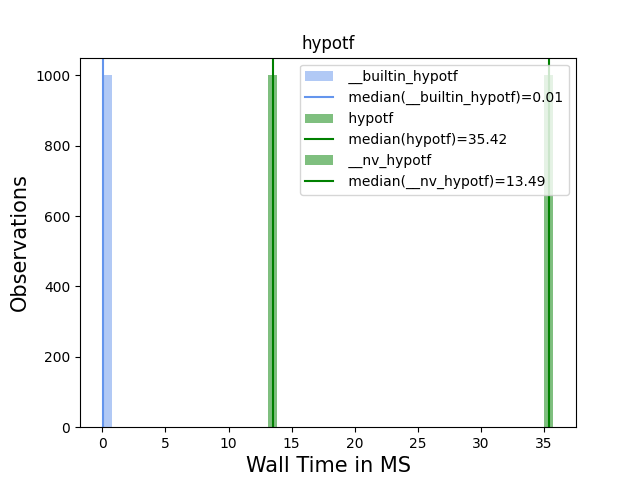 hypotf
__builtin_hypotf
median(__builtin_hypotf)=0.01
hypotf
median(hypotf)=35.42
__nv_hypotf
median(__nv_hypotf)=13.49
Observations
1000
800
600
400
200
0
0 5 10 15 20 25 30 35
Wall Time in MS